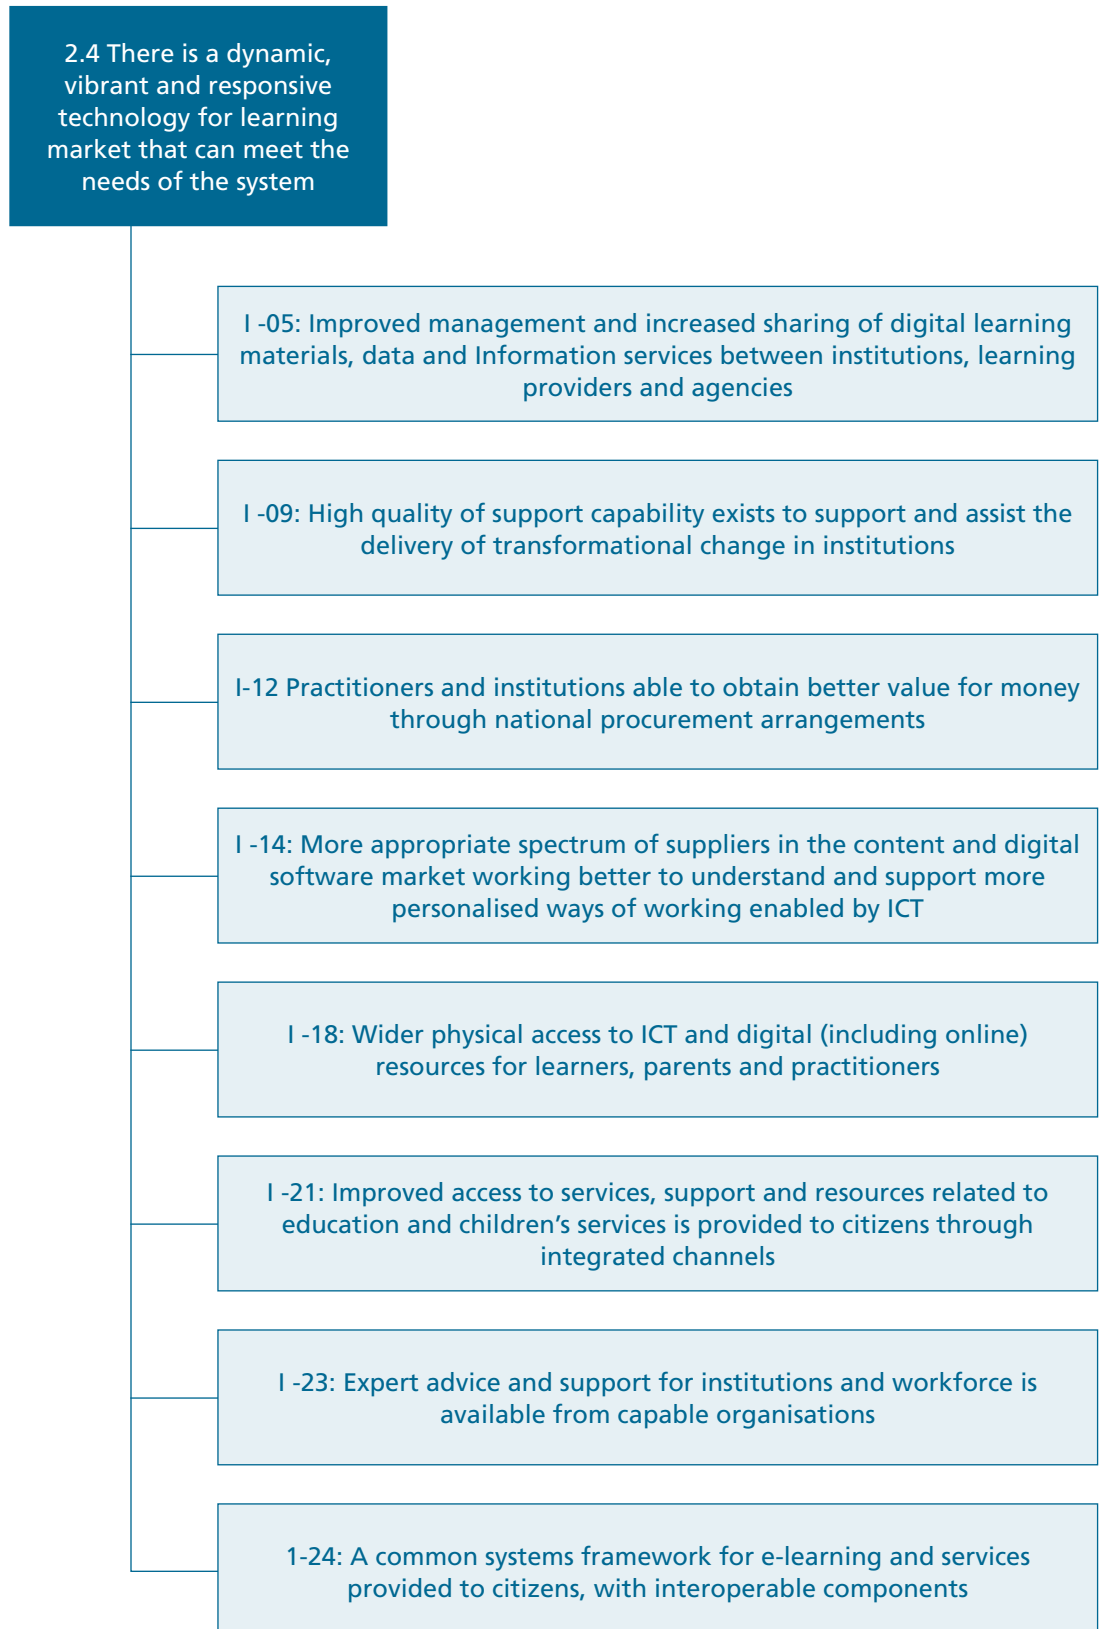 2.4 There is a dynamic,
vibrant and responsive
technology for learning
market that can meet the
needs of the system
I -05: Improved management and increased sharing of digital learning
materials, data and Information services between institutions, learning
providers and agencies
I -09: High quality of support capability exists to support and assist the
delivery of transformational change in institutions
I-12 Practitioners and institutions able to obtain better value for money
through national procurement arrangements
I -14: More appropriate spectrum of suppliers in the content and digital
software market working better to understand and support more
personalised ways of working enabled by ICT
I -18: Wider physical access to ICT and digital (including online)
resources for learners, parents and practitioners
I -21: Improved access to services, support and resources related to
education and children’s services is provided to citizens through
integrated channels
I -23: Expert advice and support for institutions and workforce is
available from capable organisations
1-24: A common systems framework for e-learning and services
provided to citizens, with interoperable components